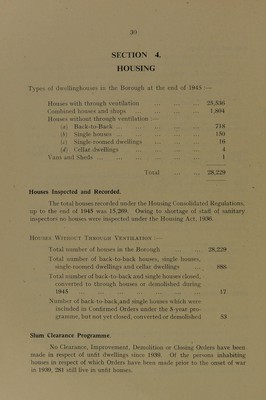 30
SECTION 4.
HOUSING
Types of dwellinghouses in the Borough at the end of 1945 :—
Houses with through ventilation ... ... ... 25,536
Combined houses and shops ... ... ... 1,804
Houses without through ventilation :—
(a) Back-to-Back ... ... ... ... 718
(b) Single houses ... ... ... ... 150
(c) Single-roomed dwellings ... ... ... 16
(d) Cellar dwellings ... ... ... 4
Vans and Sheds ... ... ... ... 1
Total ... ... 28,229
Houses Inspected and Recorded.
The total houses recorded under the Housing Consolidated Regulations,
up to the end of 1945 was 13,269. Owing to shortage of staff of sanitary
inspectors no houses were inspected under the Housing Act, 1936.
Houses Without Through Ventilation :—
Total number of houses in the Borough ... ... 28,229
Total number of back-to-back houses, single houses,
single-roomed dwellings and cellar dwellings ... 888
Total number of back-to-back and single houses closed,
converted to through houses or demolished during
1945 ... ... ... ... ... 17
Number of back-to-back and single houses which were
included in Confirmed Orders under the 5-year pro-
gramme, but not yet closed, converted or demolished 53
Slum Clearance Programme.
No Clearance, Improvement, Demolition or Closing Orders have been
made in respect of unfit dwellings since 1939. Of the persons inhabiting
houses in respect of which Orders have been made prior to the onset of war
in 1939, 291 still live in unfit houses.